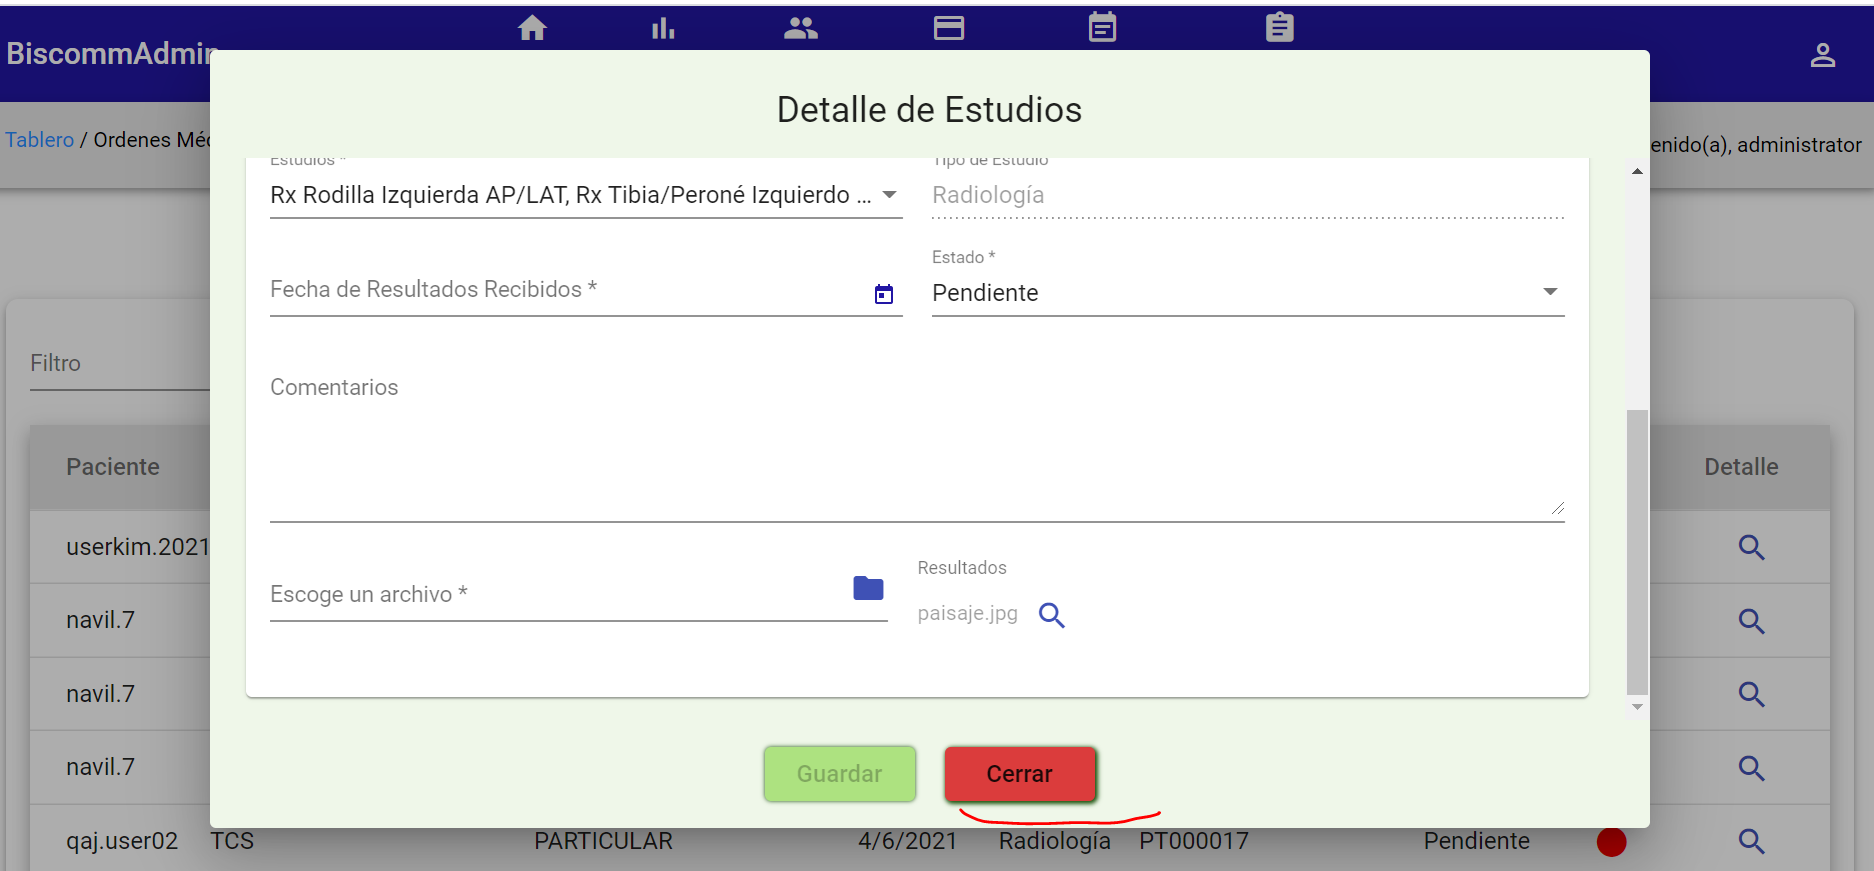 BiscommAdmin
Tablero / Ordenes Méd
enido(a), administrator
Detalle de Estudios
Estudios *
Tipo de Estudio
Rx Rodilla Izquierda AP/LAT, Rx Tibia/Peroné Izquierdo ...
Radiología
Fecha de Resultados Recibidos *
Estado *
Pendiente
Filtro
Comentarios
Paciente
Detalle
userkim.2021
Escoge un archivo *
Resultados
paisaje.jpg
navil.7
navil.7
navil.7
Guardar
Cerrar
qaj.user02 TCS PARTICULAR 4/6/2021 Radiología PT000017 Pendiente